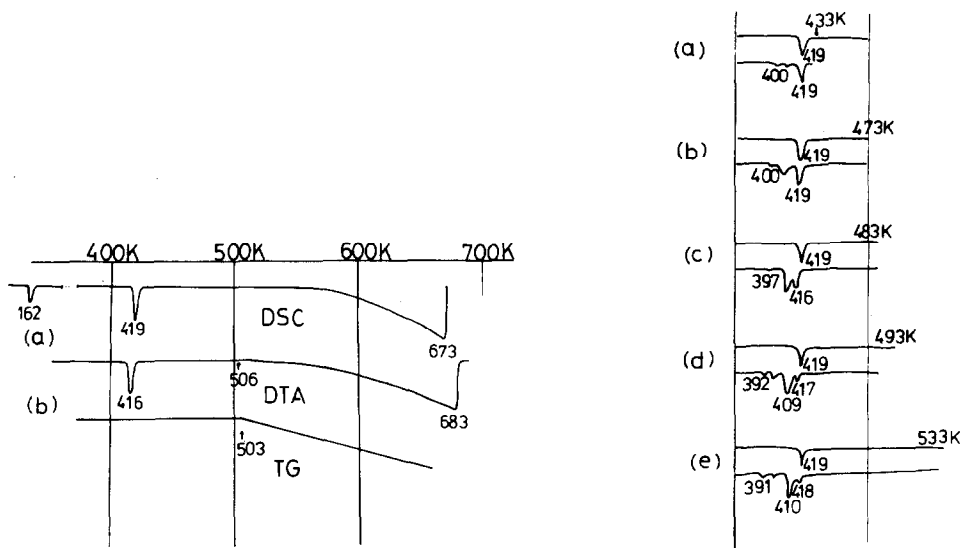 400K 500K 600K 700K
162
(a)
419
DSC
673
(b)
416
506
DTA
683
503
TG
(a)
433K
419
400
419
(b)
473K
419
400
419
(c)
483K
419
397
416
(d)
493K
419
392
417
409
(e)
533K
419
391
418
410